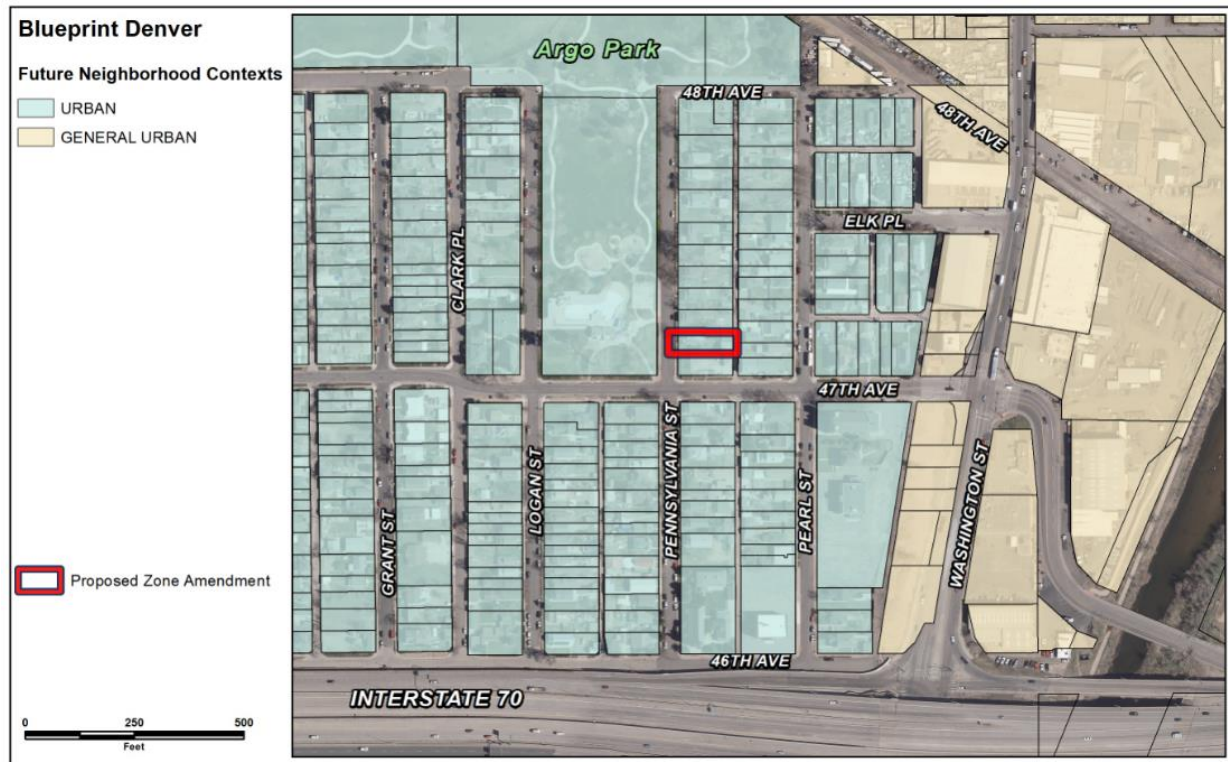 Blueprint Denver
Future Neighborhood Contexts
URBAN
GENERAL URBAN
Proposed Zone Amendment
0 250 500
Feet
Argo Park
48TH AVE
48TH AVE
ELK PL
CLARK PL
47TH AVE
GRANT ST
LOGAN ST
PENNSYLVANIA ST
PEARL ST
WASHINGTON ST
46TH AVE
INTERSTATE 70